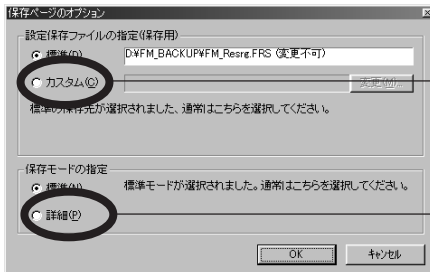 保存ページのオプション
設定保存ファイルの指定(保存用)
標準(D)
D:¥FM_BACKUP¥FM_Resrg.FRS (変更不可)
カスタム(C)
変更(M)...
標準の保存先が選択されました、通常はこちらを選択してください。
保存モードの指定
標準(N)
標準モードが選択されました。通常はこちらを選択してください。
詳細(P)
OK
キャンセル